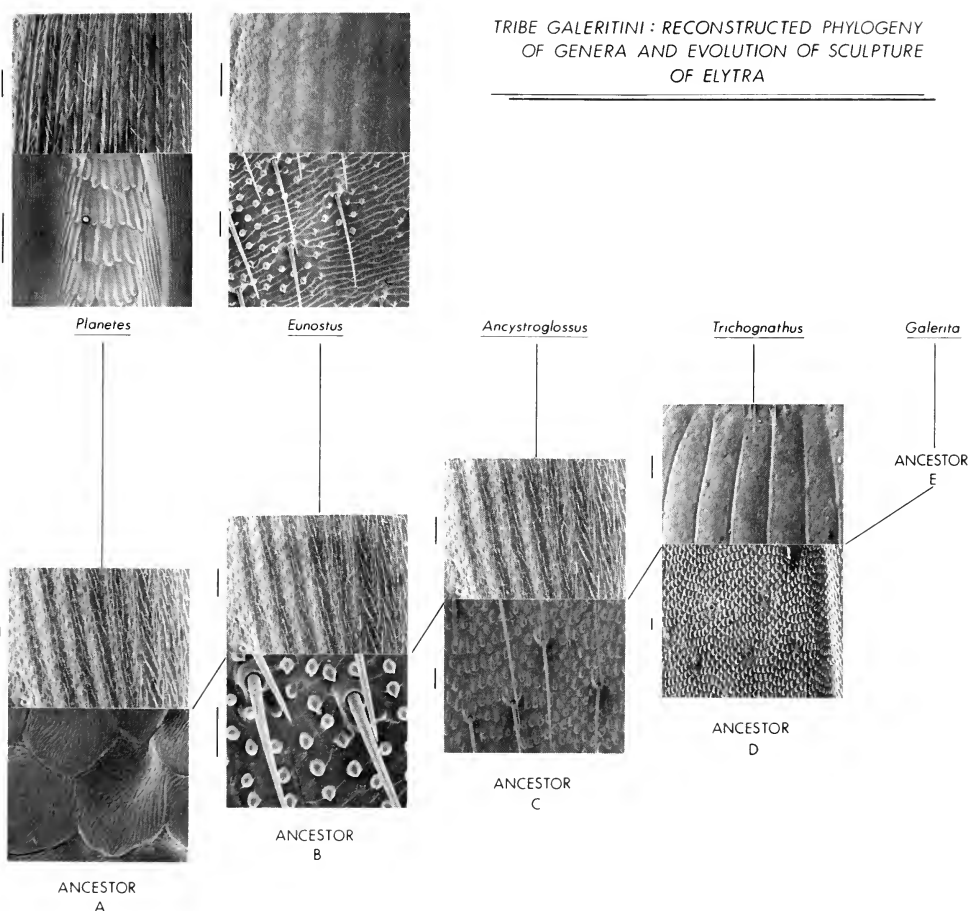 TRIBE GALERITINI : RECONSTRUCTED PHYLOGENY
OF GENERA AND EVOLUTION OF SCULPTURE
OF ELYTRA
Planetes
Eunostus
Ancystroglossus
Trichognathus
Galerita
ANCESTOR
E
ANCESTOR
D
ANCESTOR
C
ANCESTOR
B
ANCESTOR
A